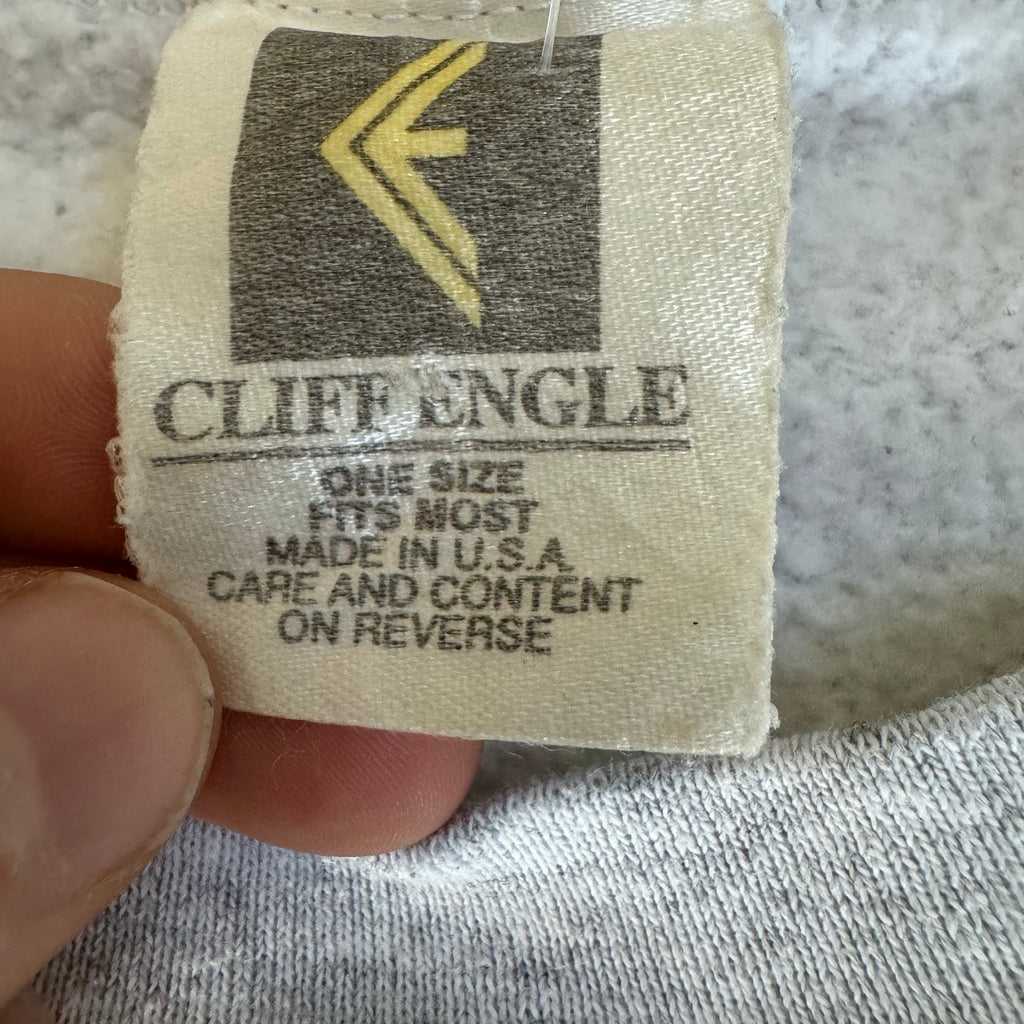 CLIFF ENGLE
ONE SIZE
FITS MOST
MADE IN U.S.A.
CARE AND CONTENT
ON REVERSE